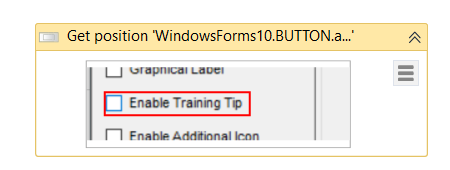 Get position 'WindowsForms10.BUTTON.a...'
Graphical Label
Enable Training Tip
Enable Additional Icon